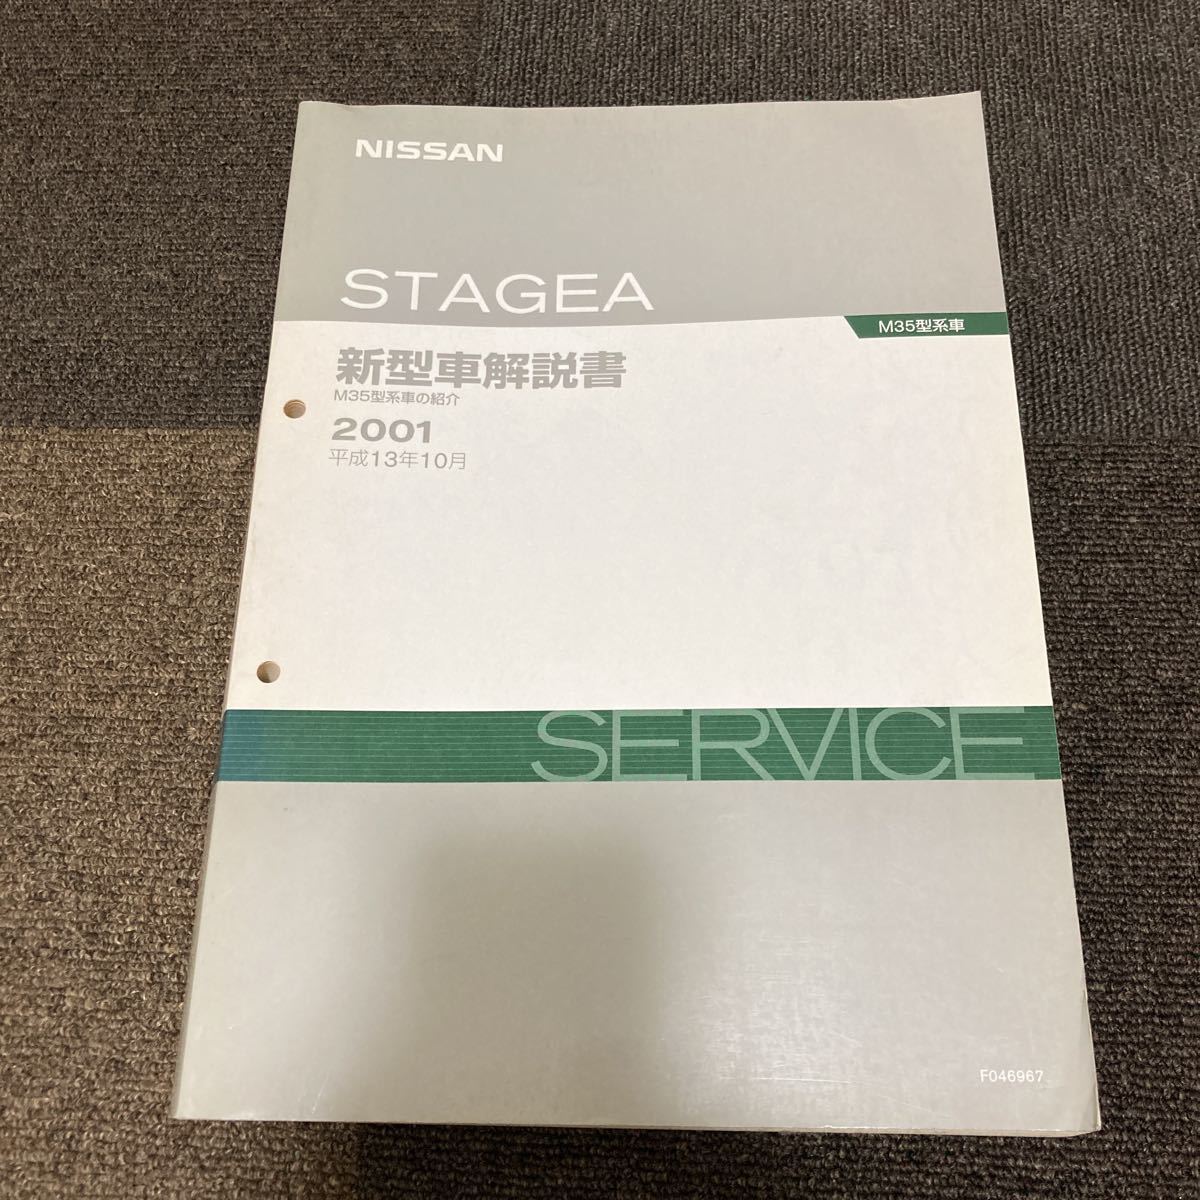 NISSAN
STAGEA
M35型系車
新型車解説書
M35型系車の紹介
2001
平成13年10月
SERVICE
F046967